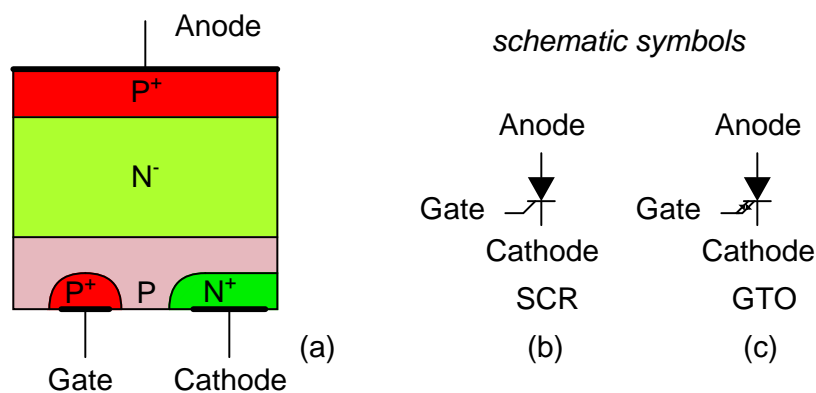 Anode
P+
N-
P+ P N+
Gate Cathode
(a)
schematic symbols
Anode
Gate
Cathode
SCR
(b)
Anode
Gate
Cathode
GTO
(c)